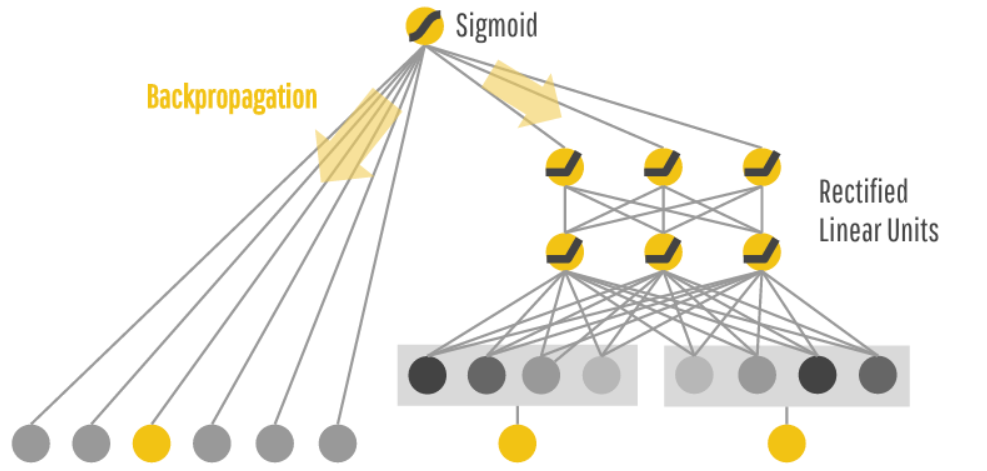 Sigmoid
Backpropagation
Rectified
Linear Units